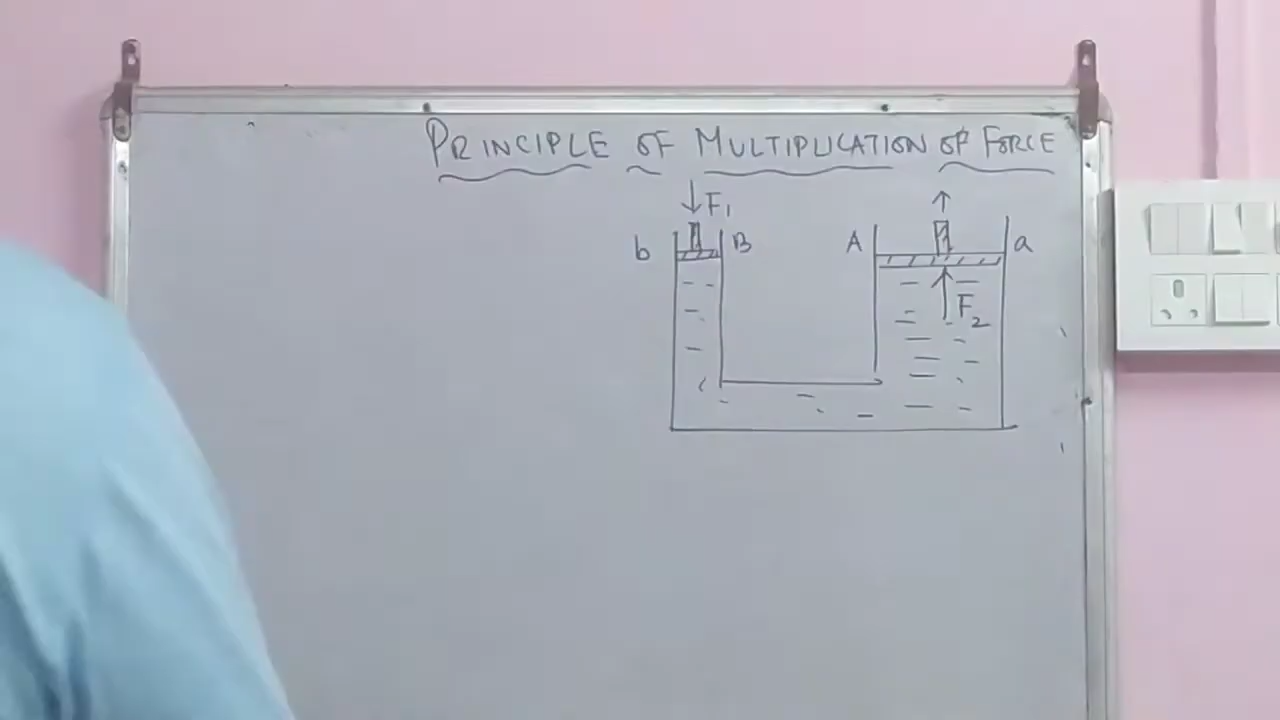 PRINCIPLE OF MULTIPLICATION OF FORCE
F₁
b B A a
F₂